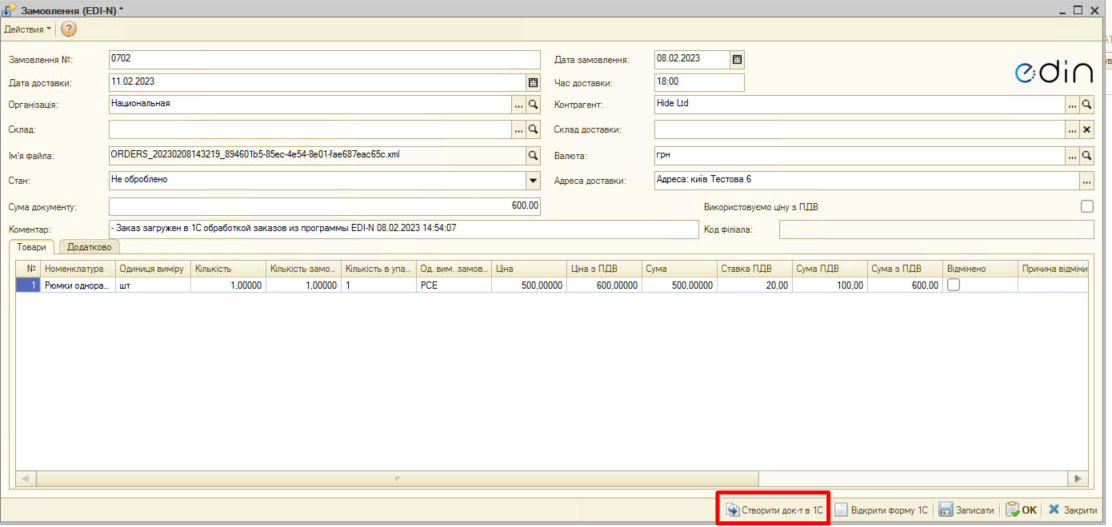 Замовлення (EDI-N) *
Действия
Замовлення №: 0702 Дата замовлення: 08.02.2023
edin
Дата доставки: 11.02.2023 Час доставки: 18:00
Організація: Национальная Контрагент: Hide Ltd
Склад: Склад доставки:
Ім'я файла: ORDERS_20230208143219_894601b5-85ec-4e54-8e01-fae687eac65c.xml Валюта: грн
Стан: Не оброблено Адреса доставки: Адреса: київ Тестова 6
Сума документу: 600,00 Використовуємо ціну з ПДВ
Коментар: - Заказ загружен в 1С обработкой заказов из программы EDI-N 08.02.2023 14:54:07 Код філіала:
Товари Додатково
№ Номенклатура Одиниця виміру Кількість Кількість замо... Кількість в упа... Од. вим. замов... Ціна Ціна з ПДВ Сума Ставка ПДВ Сума ПДВ Сума з ПДВ Відмінено Причина відміни
1 Рюмки однора... шт 1,00000 1,00000 1 PCE 500,00000 600,00000 500,00000 20,00 100,00 600,00
Створити док-т в 1С Відкрити форму 1С Записати OK Закрити